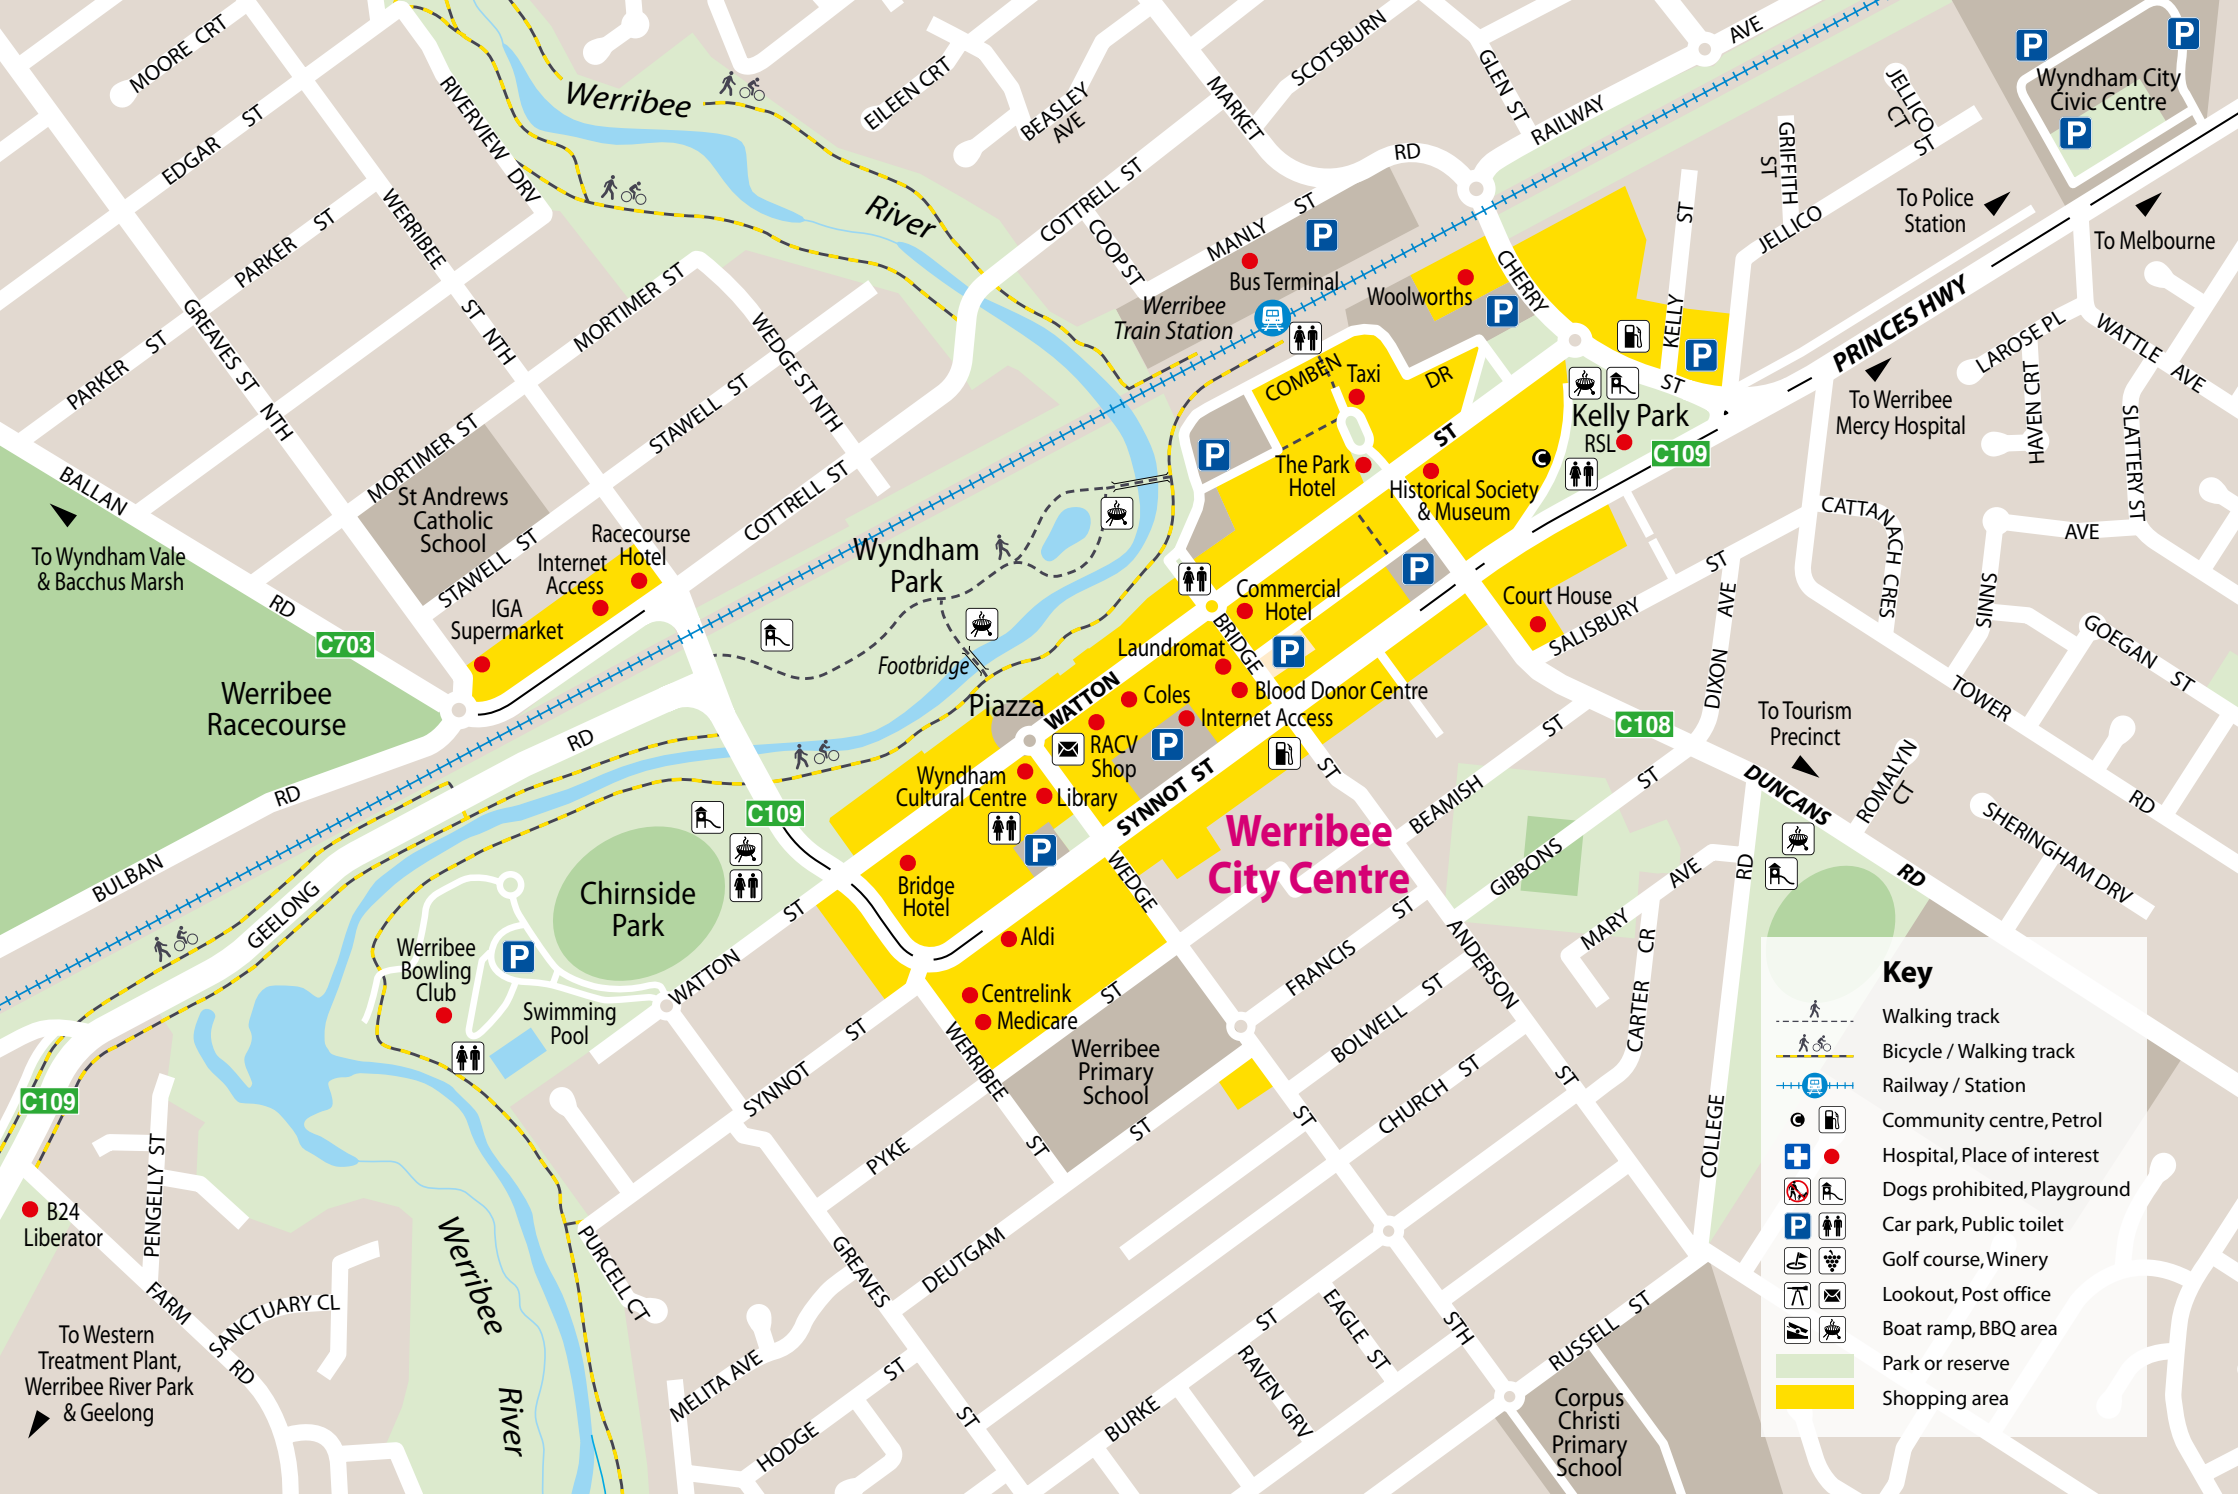 MOORE CRT
EDGAR ST
PARKER ST
PARKER ST
RIVERVIEW DRV
WERRIBEE ST NTH
GREAVES ST NTH
MORTIMER ST
MORTIMER ST
WEDGE ST NTH
STAWELL ST
STAWELL ST
COTTRELL ST
COTTRELL ST
Werribee
River
EILEEN CRT
BEASLEY
AVE
MARKET RD
SCOTSBURN
GLEN ST
RAILWAY AVE
COOP ST
MANLY ST
P
Bus Terminal
Werribee
Train Station
Woolworths
P
CHERRY ST
KELLY ST
P
GRIFFITH
ST
JELLICO
CT
JELLICO ST
P
P
Wyndham City
Civic Centre
P
To Police
Station
To Melbourne
PRINCES HWY
To Werribee
Mercy Hospital
LAROSE PL
HAVEN CRT
WATTLE AVE
SLATTERY ST
CATTANACH CRES
SINNS AVE
GOEGAN ST
TOWER RD
COMBEN DR
Taxi
P
The Park
Hotel
Historical Society
& Museum
C
Kelly Park
RSL
C109
BALLAN RD
To Wyndham Vale
& Bacchus Marsh
C703
St Andrews
Catholic
School
Racecourse
Hotel
Internet
Access
IGA
Supermarket
Werribee
Racecourse
BULBAN RD
GEELONG RD
Wyndham
Park
Footbridge
Piazza
WATTON ST
Commercial
Hotel
P
P
BRIDGE ST
Laundromat
Blood Donor Centre
Coles
Internet Access
RACV
Shop
P
Court House
SALISBURY ST
DIXON AVE
C108
DUNCANS RD
To Tourism
Precinct
ROMALYN
CT
SHERINGHAM DRV
Wyndham
Cultural Centre
Library
P
SYNNOT ST
Werribee
City Centre
C109
Chirnside
Park
Bridge
Hotel
Aldi
Centrelink
Medicare
WEDGE ST
BEAMISH ST
GIBBONS ST
FRANCIS ST
MARY AVE
CARTER CR
COLLEGE RD
ANDERSON ST
BOLWELL ST
CHURCH ST
Werribee
Bowling
Club
P
Swimming
Pool
WATTON ST
SYNNOT ST
WERRIBEE ST
Werribee
Primary
School
PYKE ST
DEUTGAM ST
GREAVES ST
C109
B24
Liberator
PENGELLY ST
FARM RD
SANCTUARY CL
To Western
Treatment Plant,
Werribee River Park
& Geelong
Werribee
River
PURCELL CT
MELITA AVE
HODGE ST
BURKE ST
RAVEN GRV
EAGLE ST
STH
RUSSELL ST
Corpus
Christi
Primary
School
Key
Walking track
Bicycle / Walking track
Railway / Station
C
Community centre, Petrol
Hospital, Place of interest
Dogs prohibited, Playground
P
Car park, Public toilet
Golf course, Winery
Lookout, Post office
Boat ramp, BBQ area
Park or reserve
Shopping area